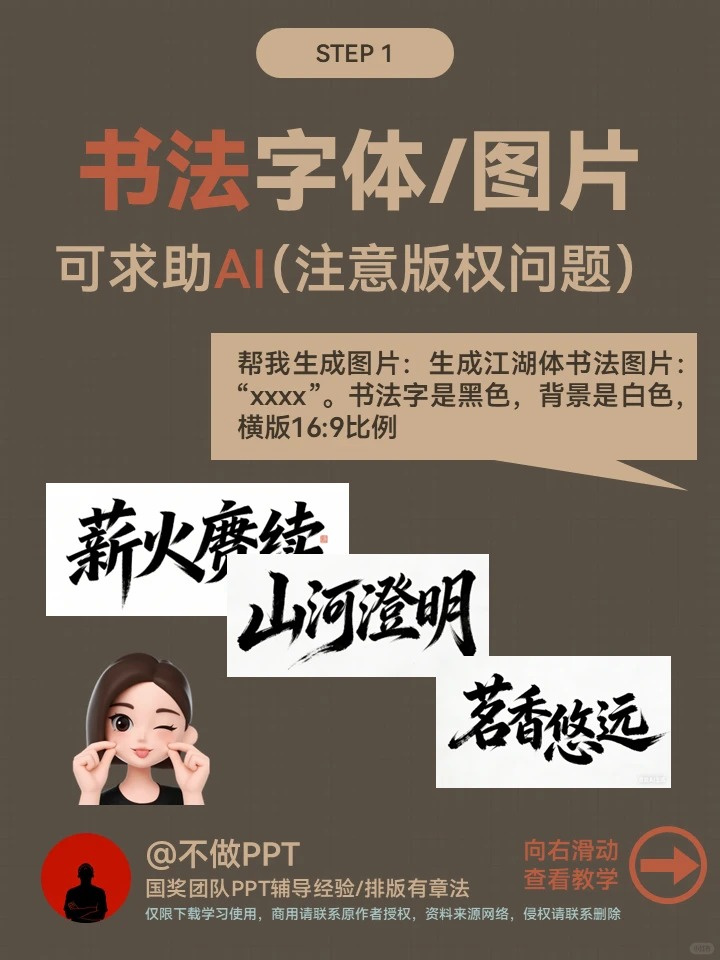 STEP 1
书法字体/图片
可求助AI(注意版权问题)
帮我生成图片：生成江湖体书法图片：
“xxxx”。书法字是黑色，背景是白色，
横版16:9比例
薪火赓续
山河澄明
茗香悠远
@不做PPT
国奖团队PPT辅导经验/排版有章法
仅限下载学习使用，商用请联系原作者授权，资料来源网络，侵权请联系删除
向右滑动
查看教学